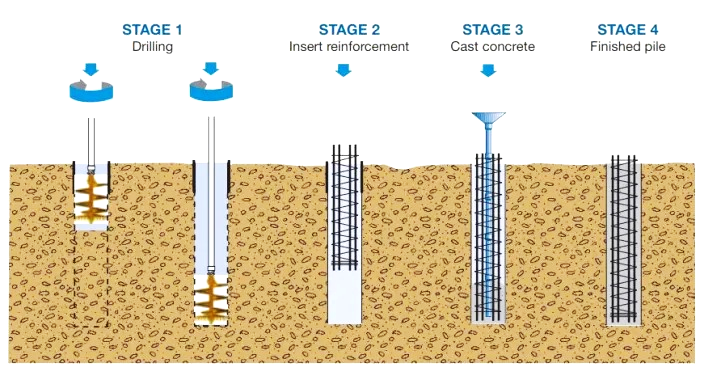 STAGE 1
Drilling
STAGE 2
Insert reinforcement
STAGE 3
Cast concrete
STAGE 4
Finished pile